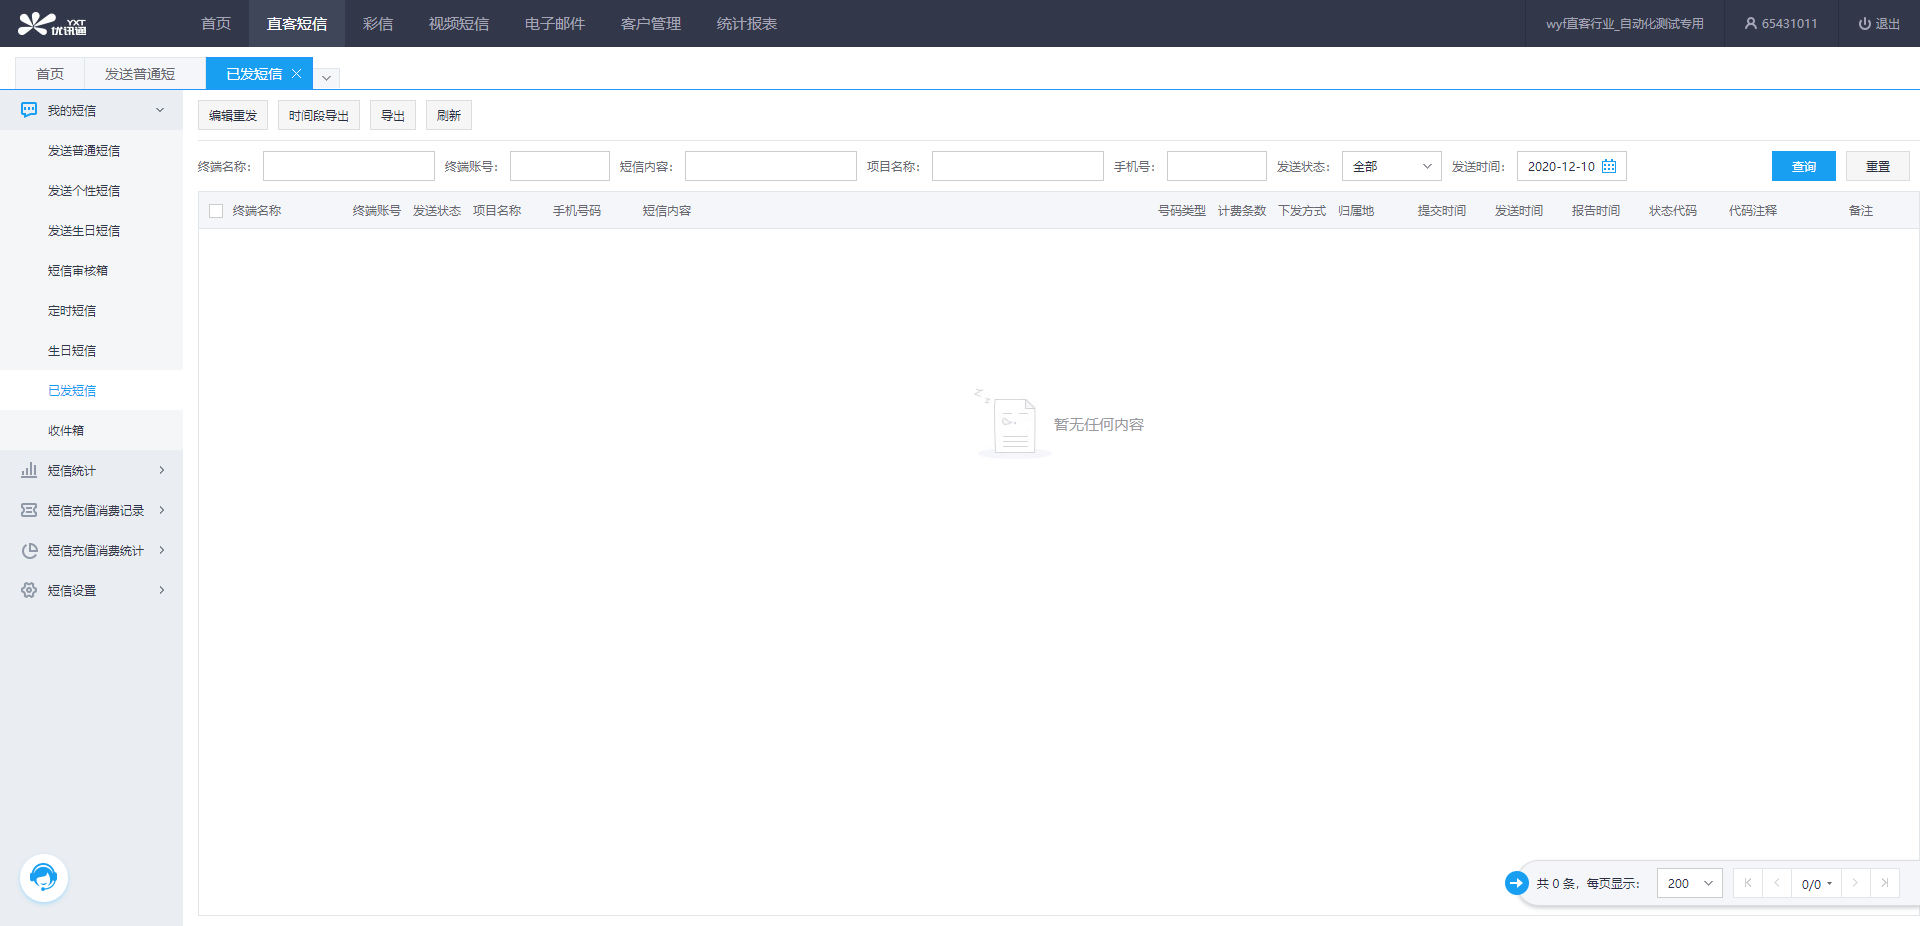 YXT
优讯通
首页 直客短信 彩信 视频短信 电子邮件 客户管理 统计报表 wyf直客行业_自动化测试专用 65431011 退出
首页 发送普通短 已发短信
我的短信
发送普通短信
发送个性短信
发送生日短信
短信审核箱
定时短信
生日短信
已发短信
收件箱
短信统计
短信充值消费记录
短信充值消费统计
短信设置
编辑重发 时间段导出 导出 刷新
终端名称: 终端账号: 短信内容: 项目名称: 手机号: 发送状态: 全部 发送时间: 2020-12-10 查询 重置
终端名称 终端账号 发送状态 项目名称 手机号码 短信内容 号码类型 计费条数 下发方式 归属地 提交时间 发送时间 报告时间 状态代码 代码注释 备注
z z
暂无任何内容
共 0 条，每页显示: 200 0/0